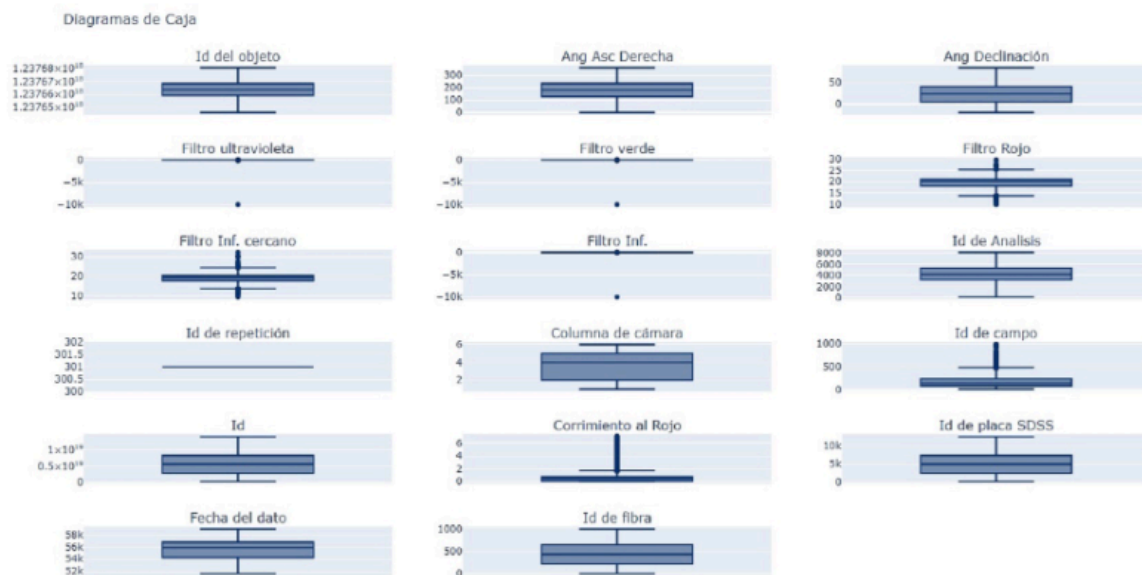 Diagramas de Caja
Id del objeto
1.23768×10¹⁸
1.23767×10¹⁸
1.23766×10¹⁸
1.23765×10¹⁸
Ang Asc Derecha
300
200
100
0
Ang Declinación
50
0
Filtro ultravioleta
0
−5k
−10k
Filtro verde
0
−5k
−10k
Filtro Rojo
30
25
20
15
10
Filtro Inf. cercano
30
20
10
Filtro Inf.
0
−5k
−10k
Id de Analisis
8000
6000
4000
2000
0
Id de repetición
302
301.5
301
300.5
300
Columna de cámara
6
4
2
Id de campo
1000
500
0
Id
1×10¹⁹
0.5×10¹⁹
0
Corrimiento al Rojo
6
4
2
0
Id de placa SDSS
10k
5k
0
Fecha del dato
58k
56k
54k
52k
Id de fibra
1000
500
0